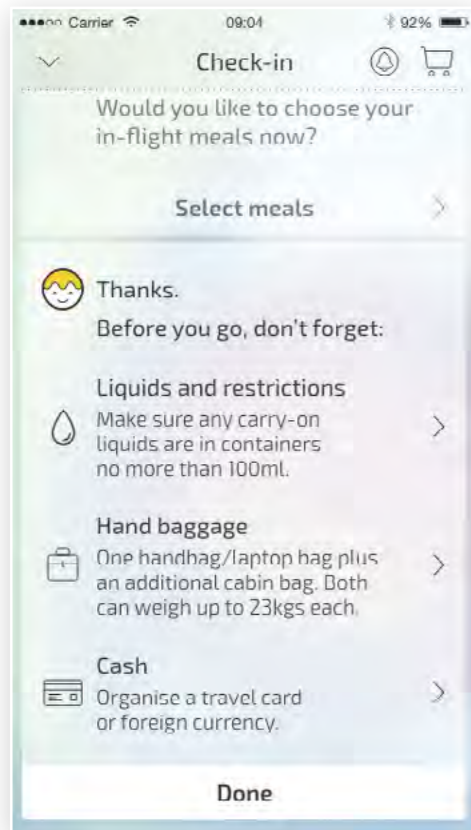 Carrier 09:04 92%
Check-in
Would you like to choose your
in-flight meals now?
Select meals
Thanks.
Before you go, don't forget:
Liquids and restrictions
Make sure any carry-on
liquids are in containers
no more than 100ml.
Hand baggage
One handbag/laptop bag plus
an additional cabin bag. Both
can weigh up to 23kgs each.
Cash
Organise a travel card
or foreign currency.
Done